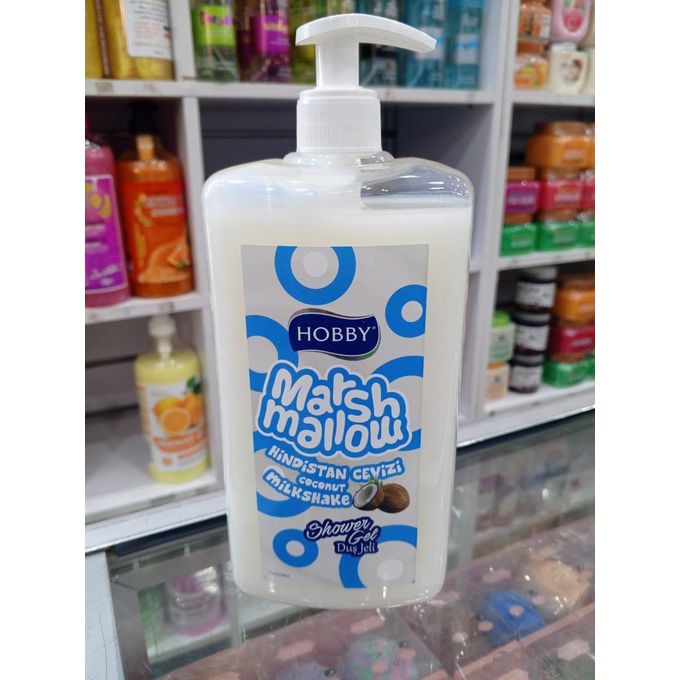 HOBBY®
Marsh
mallow
HiNDiSTAN CEViZi
COCONUT
MiLKSHAKE
Shower
Gel
Duş Jeli